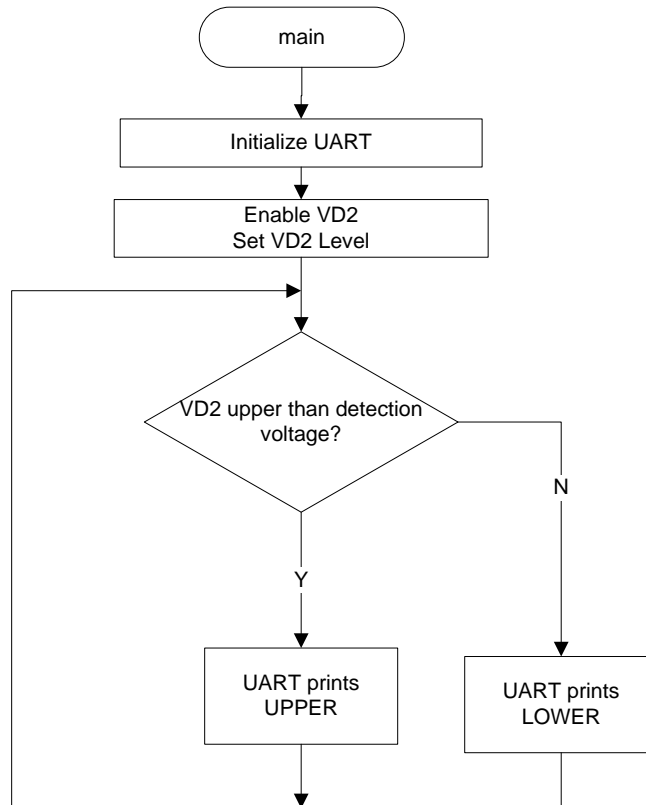 main
Initialize UART
Enable VD2
Set VD2 Level
VD2 upper than detection
voltage?
N
Y
UART prints
UPPER
UART prints
LOWER